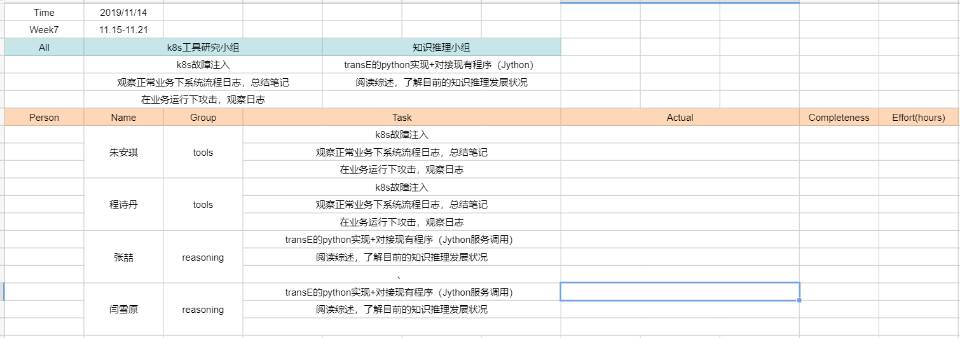 Time 2019/11/14
Week7 11.15-11.21
All k8s工具研究小组 知识推理小组
k8s故障注入 transE的python实现+对接现有程序（Jython）
观察正常业务下系统流程日志，总结笔记 阅读综述，了解目前的知识推理发展状况
在业务运行下攻击，观察日志
Person Name Group Task Actual Completeness Effort(hours)
k8s故障注入
朱安琪 tools 观察正常业务下系统流程日志，总结笔记
在业务运行下攻击，观察日志
k8s故障注入
程诗丹 tools 观察正常业务下系统流程日志，总结笔记
在业务运行下攻击，观察日志
transE的python实现+对接现有程序（Jython服务调用）
张喆 reasoning 阅读综述，了解目前的知识推理发展状况
、
transE的python实现+对接现有程序（Jython服务调用）
闫雪原 reasoning 阅读综述，了解目前的知识推理发展状况